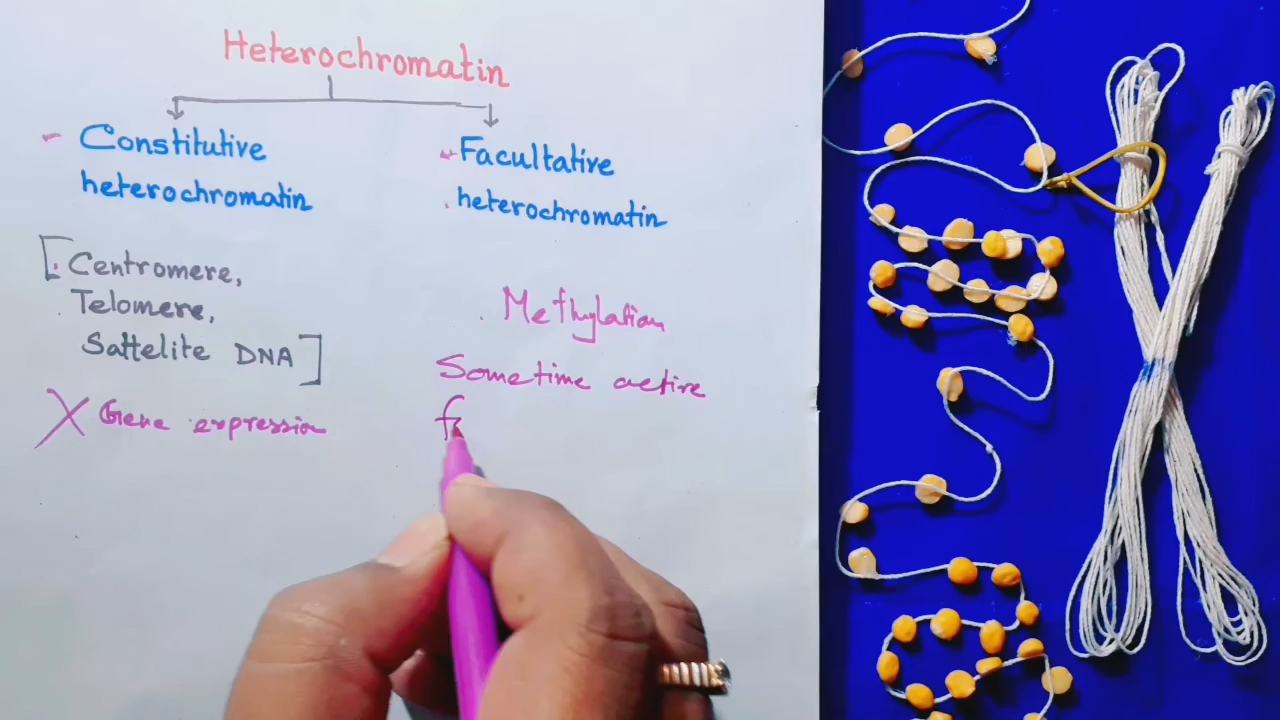 Heterochromatin
Constitutive
heterochromatin
Facultative
heterochromatin
[Centromere,
Telomere,
Sattelite DNA]
X Gene expression
Methylation
Sometime active
f